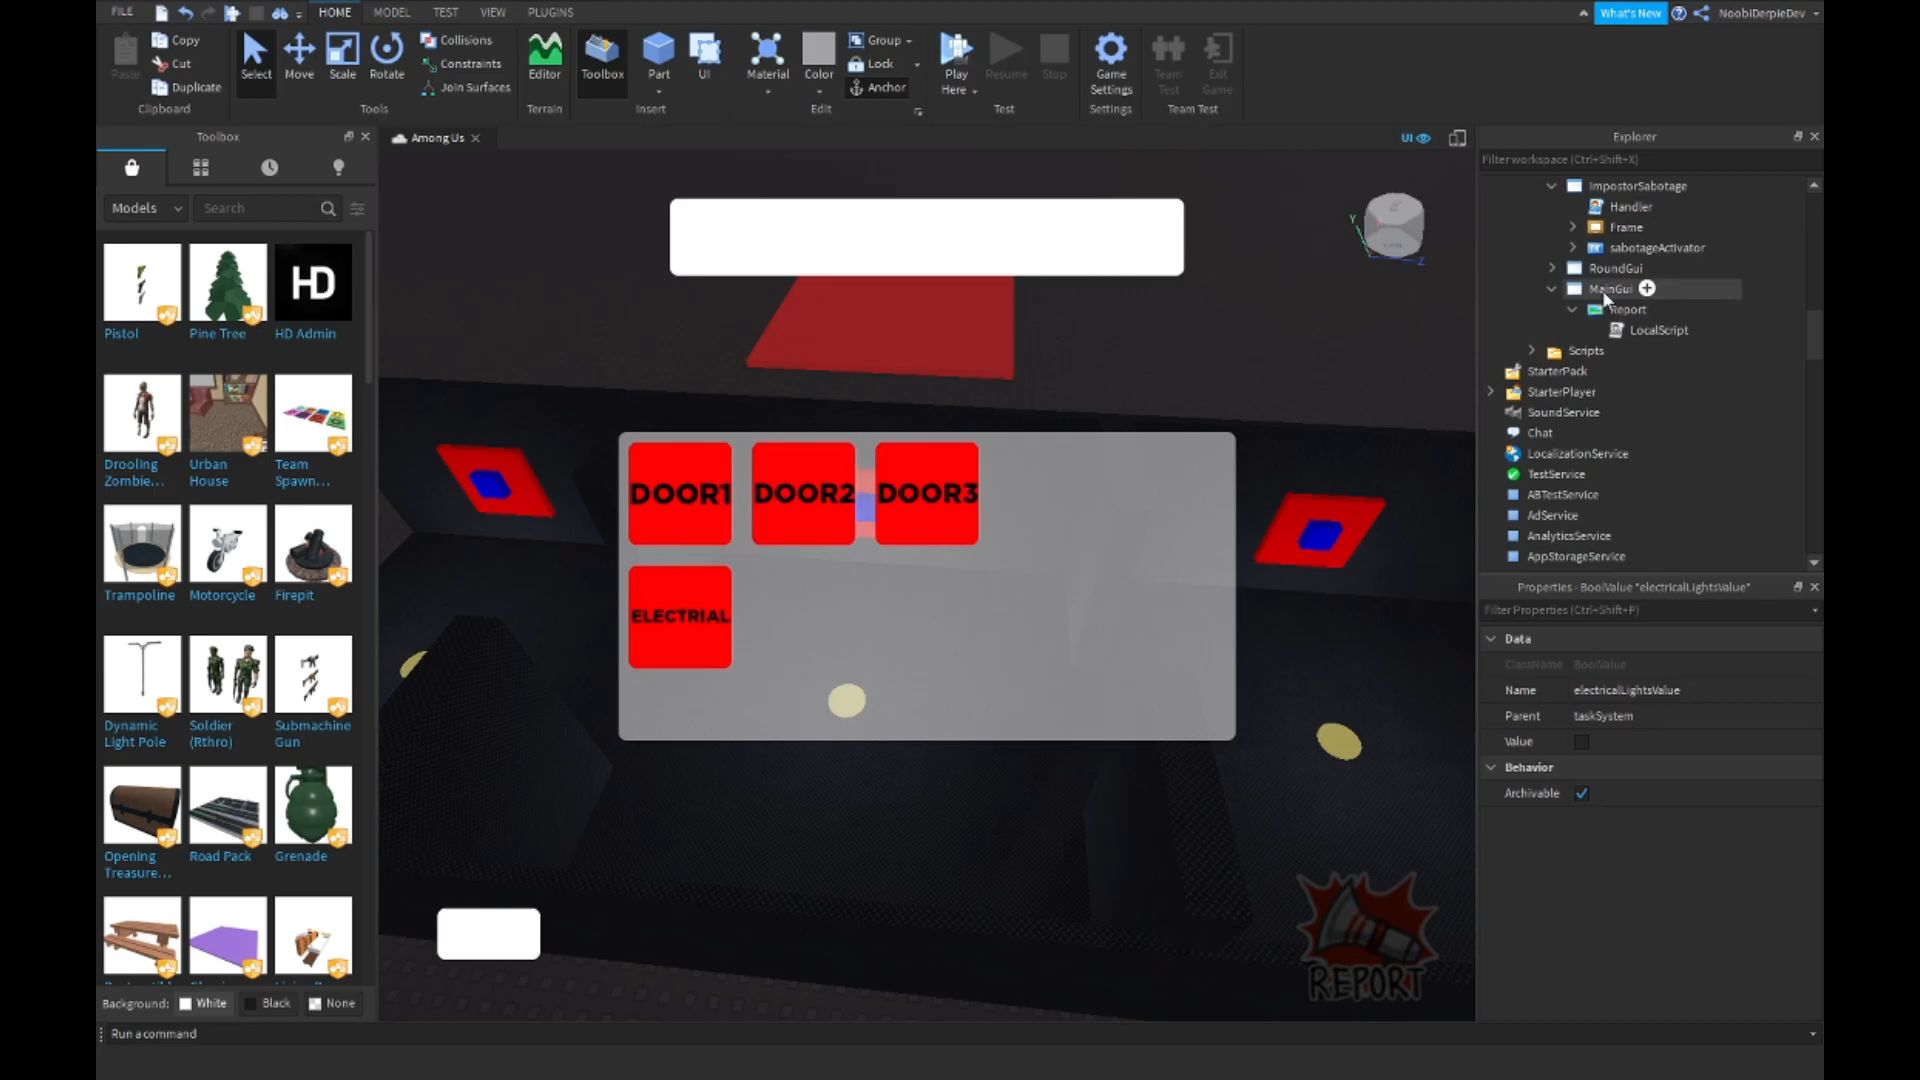 FILE
HOME
MODEL
TEST
VIEW
PLUGINS
What's New
NoobiDerpieDev
Paste
Copy
Cut
Duplicate
Clipboard
Select
Move
Scale
Rotate
Collisions
Constraints
Join Surfaces
Tools
Editor
Terrain
Toolbox
Part
UI
Insert
Material
Color
Group
Lock
Anchor
Edit
Play Here
Resume
Stop
Test
Game Settings
Settings
Team Test
Exit Game
Team Test
Toolbox
Models
Search
HD
Pistol
Pine Tree
HD Admin
Drooling Zombie...
Urban House
Team Spawn...
Trampoline
Motorcycle
Firepit
Dynamic Light Pole
Soldier (Rthro)
Submachine Gun
Opening Treasure...
Road Pack
Grenade
Background:
White
Black
None
Run a command
Among Us
UI
Y
Z
DOOR1
DOOR2
DOOR3
ELECTRIAL
REPORT
Explorer
Filter workspace (Ctrl+Shift+X)
ImpostorSabotage
Handler
Frame
sabotageActivator
RoundGui
MainGui
Report
LocalScript
Scripts
StarterPack
StarterPlayer
SoundService
Chat
LocalizationService
TestService
ABTestService
AdService
AnalyticsService
AppStorageService
Properties - BoolValue "electricalLightsValue"
Filter Properties (Ctrl+Shift+P)
Data
ClassName BoolValue
Name electricalLightsValue
Parent taskSystem
Value
Behavior
Archivable